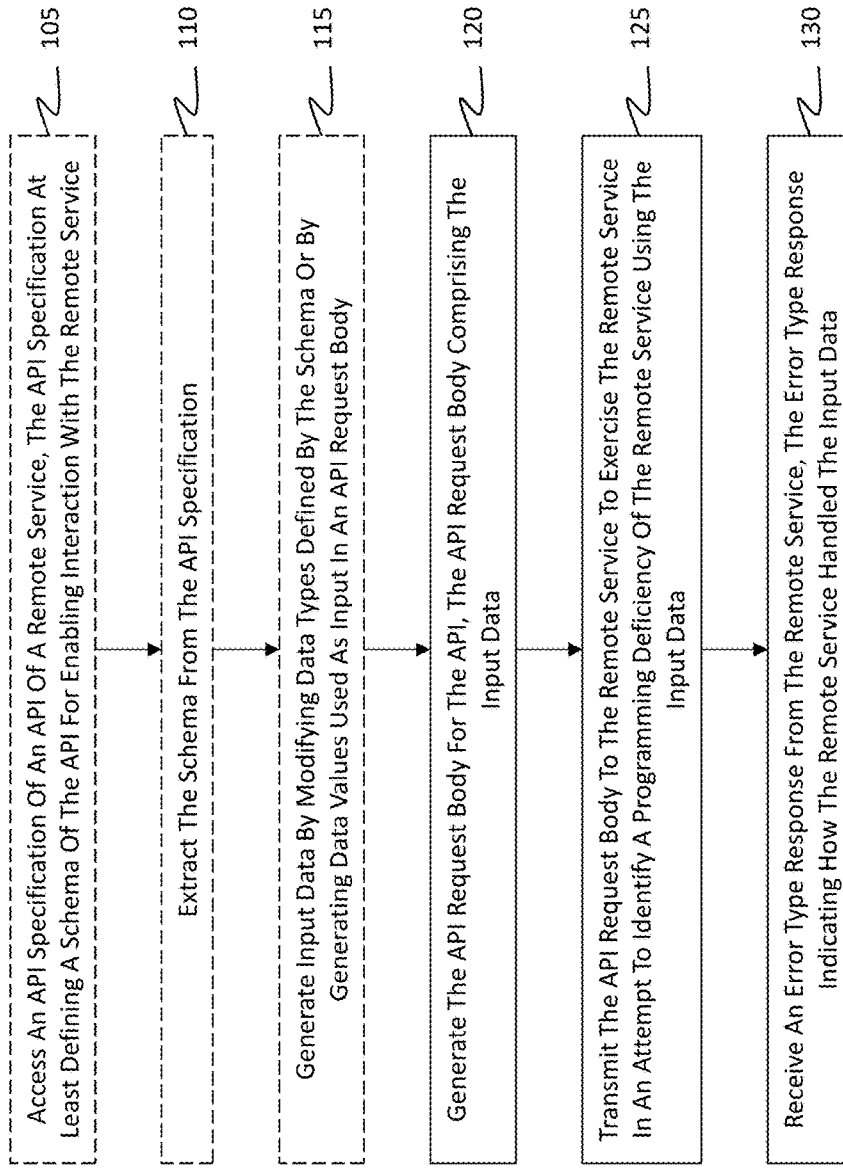 Access An API Specification Of An API Of A Remote Service, The API Specification At
Least Defining A Schema Of The API For Enabling Interaction With The Remote Service
105
Extract The Schema From The API Specification
110
Generate Input Data By Modifying Data Types Defined By The Schema Or By
Generating Data Values Used As Input In An API Request Body
115
Generate The API Request Body For The API, The API Request Body Comprising The
Input Data
120
Transmit The API Request Body To The Remote Service To Exercise The Remote Service
In An Attempt To Identify A Programming Deficiency Of The Remote Service Using The
Input Data
125
Receive An Error Type Response From The Remote Service, The Error Type Response
Indicating How The Remote Service Handled The Input Data
130